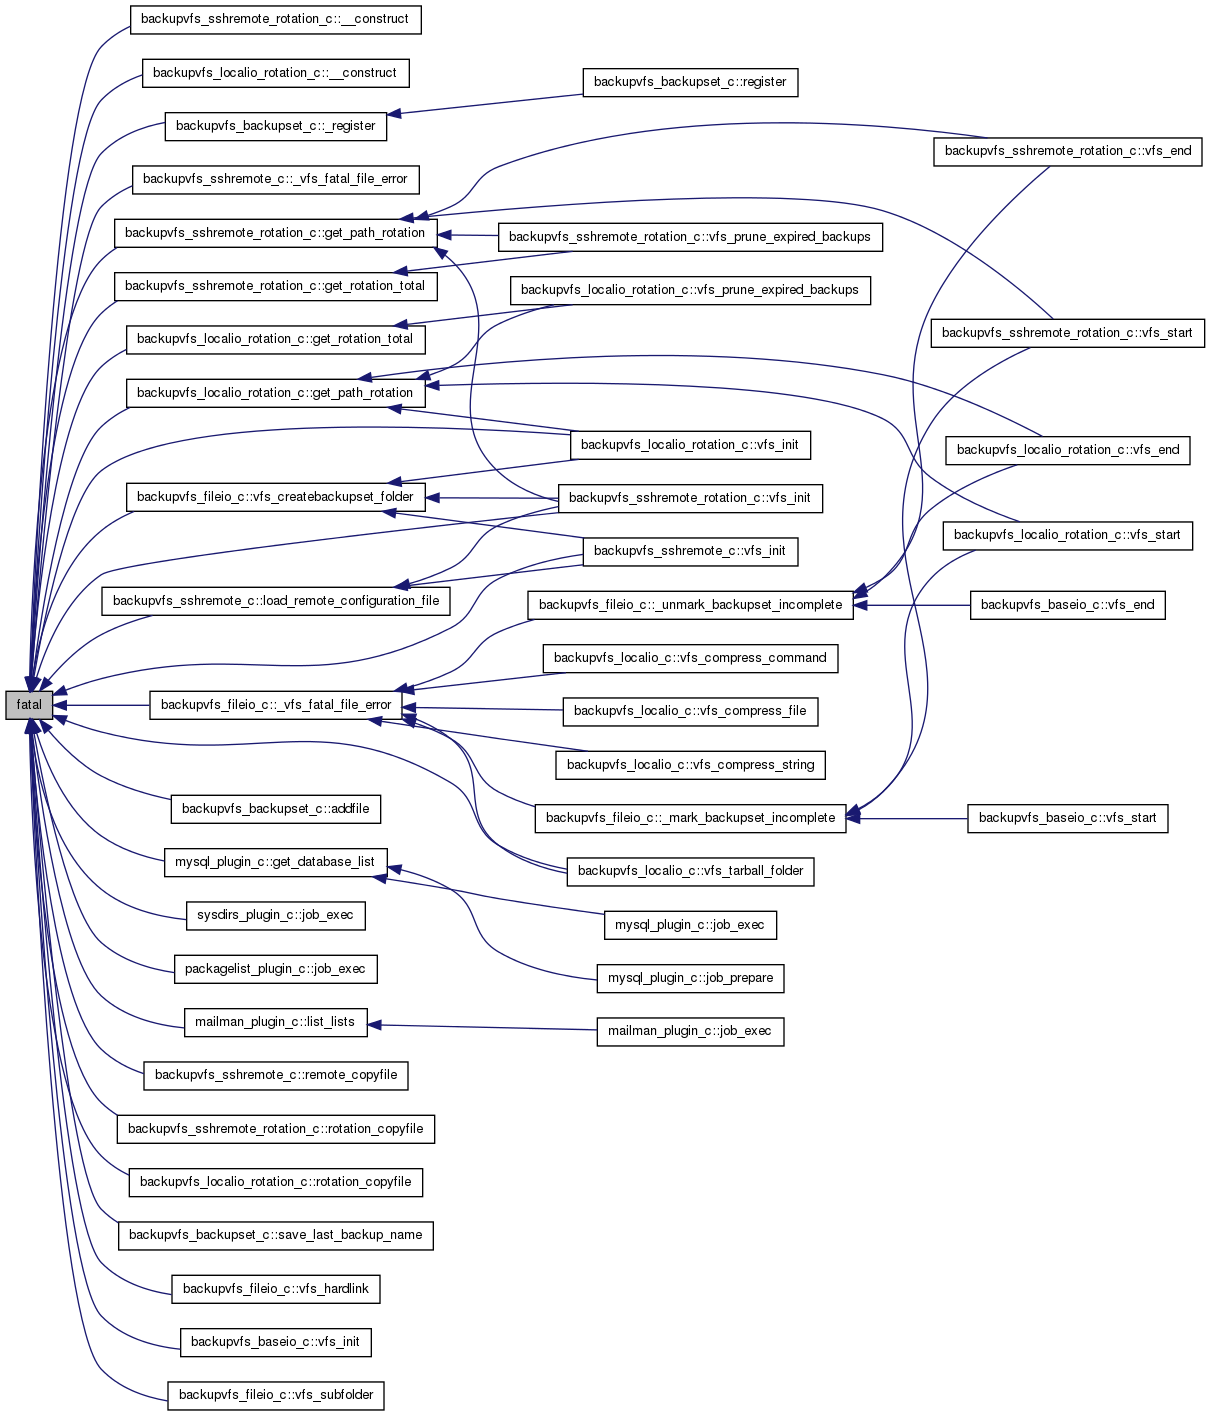 fatal
backupvfs_sshremote_rotation_c::__construct
backupvfs_localio_rotation_c::__construct
backupvfs_backupset_c::_register
backupvfs_sshremote_c::_vfs_fatal_file_error
backupvfs_sshremote_rotation_c::get_path_rotation
backupvfs_sshremote_rotation_c::get_rotation_total
backupvfs_localio_rotation_c::get_rotation_total
backupvfs_localio_rotation_c::get_path_rotation
backupvfs_fileio_c::vfs_createbackupset_folder
backupvfs_sshremote_c::load_remote_configuration_file
backupvfs_fileio_c::_vfs_fatal_file_error
backupvfs_backupset_c::addfile
mysql_plugin_c::get_database_list
sysdirs_plugin_c::job_exec
packagelist_plugin_c::job_exec
mailman_plugin_c::list_lists
backupvfs_sshremote_c::remote_copyfile
backupvfs_sshremote_rotation_c::rotation_copyfile
backupvfs_localio_rotation_c::rotation_copyfile
backupvfs_backupset_c::save_last_backup_name
backupvfs_fileio_c::vfs_hardlink
backupvfs_baseio_c::vfs_init
backupvfs_fileio_c::vfs_subfolder
backupvfs_backupset_c::register
backupvfs_sshremote_rotation_c::vfs_prune_expired_backups
backupvfs_localio_rotation_c::vfs_prune_expired_backups
backupvfs_localio_rotation_c::vfs_init
backupvfs_sshremote_rotation_c::vfs_init
backupvfs_sshremote_c::vfs_init
backupvfs_fileio_c::_unmark_backupset_incomplete
backupvfs_localio_c::vfs_compress_command
backupvfs_localio_c::vfs_compress_file
backupvfs_localio_c::vfs_compress_string
backupvfs_fileio_c::_mark_backupset_incomplete
backupvfs_localio_c::vfs_tarball_folder
mysql_plugin_c::job_exec
mysql_plugin_c::job_prepare
mailman_plugin_c::job_exec
backupvfs_sshremote_rotation_c::vfs_end
backupvfs_sshremote_rotation_c::vfs_start
backupvfs_localio_rotation_c::vfs_end
backupvfs_localio_rotation_c::vfs_start
backupvfs_baseio_c::vfs_end
backupvfs_baseio_c::vfs_start